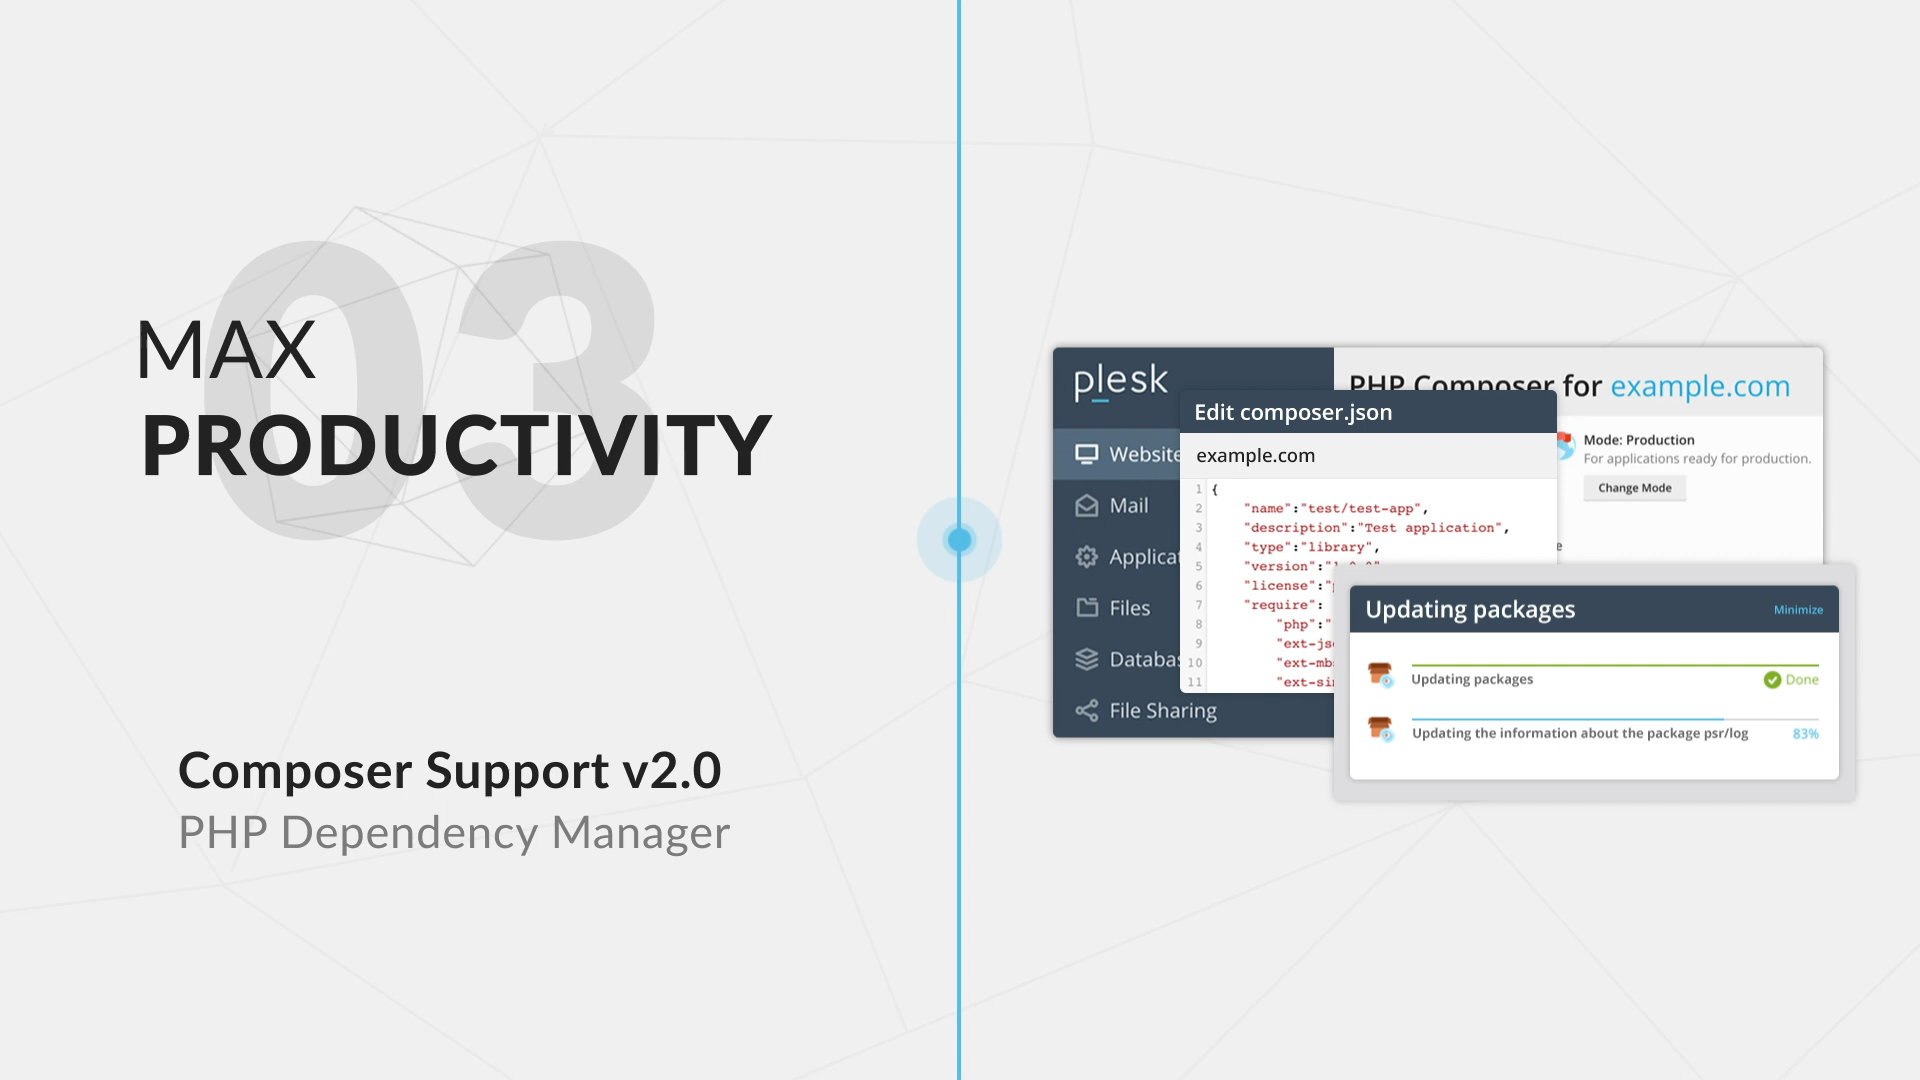 03
MAX
PRODUCTIVITY
Composer Support v2.0
PHP Dependency Manager
plesk
PHP Composer for example.com
Mail
Files
File Sharing
Edit composer.json
example.com
1 {
2 "name":"test/test-app",
3 "description":"Test application",
4 "type":"library",
5 "version":
6 "license":
7 "require":
8 "php":"
9
10
11
Mode: Production
For applications ready for production.
Change Mode
Updating packages
Minimize
Updating packages
Done
Updating the information about the package psr/log
83%